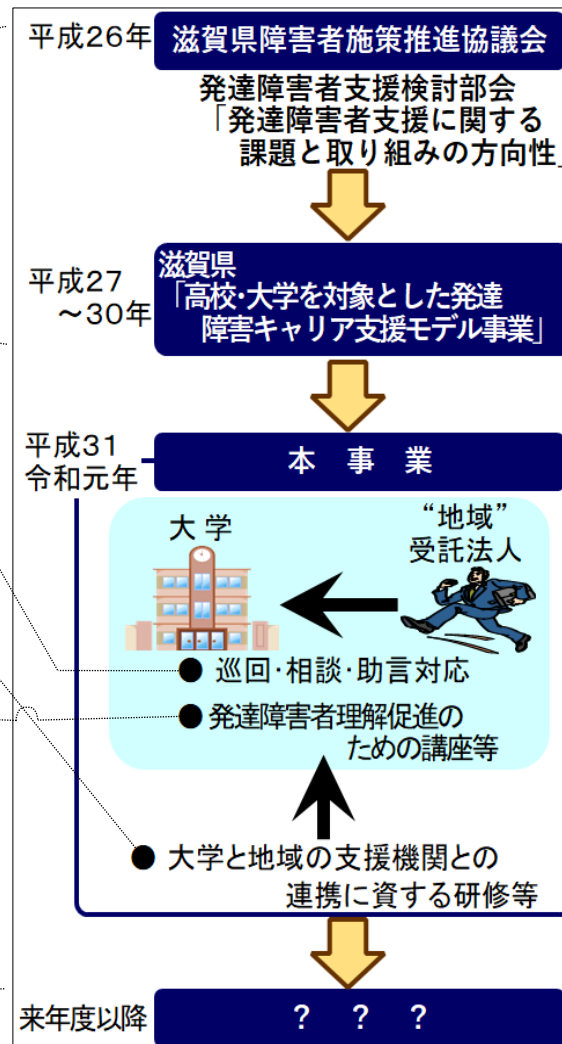 平成26年
滋賀県障害者施策推進協議会
発達障害者支援検討部会
「発達障害者支援に関する
課題と取り組みの方向性」
平成27
~30年
滋賀県
「高校・大学を対象とした発達
障害キャリア支援モデル事業」
平成31
令和元年
本 事 業
大 学
“地域”
受託法人
● 巡回・相談・助言対応
● 発達障害者理解促進の
ための講座等
● 大学と地域の支援機関との
連携に資する研修等
来年度以降
? ? ?